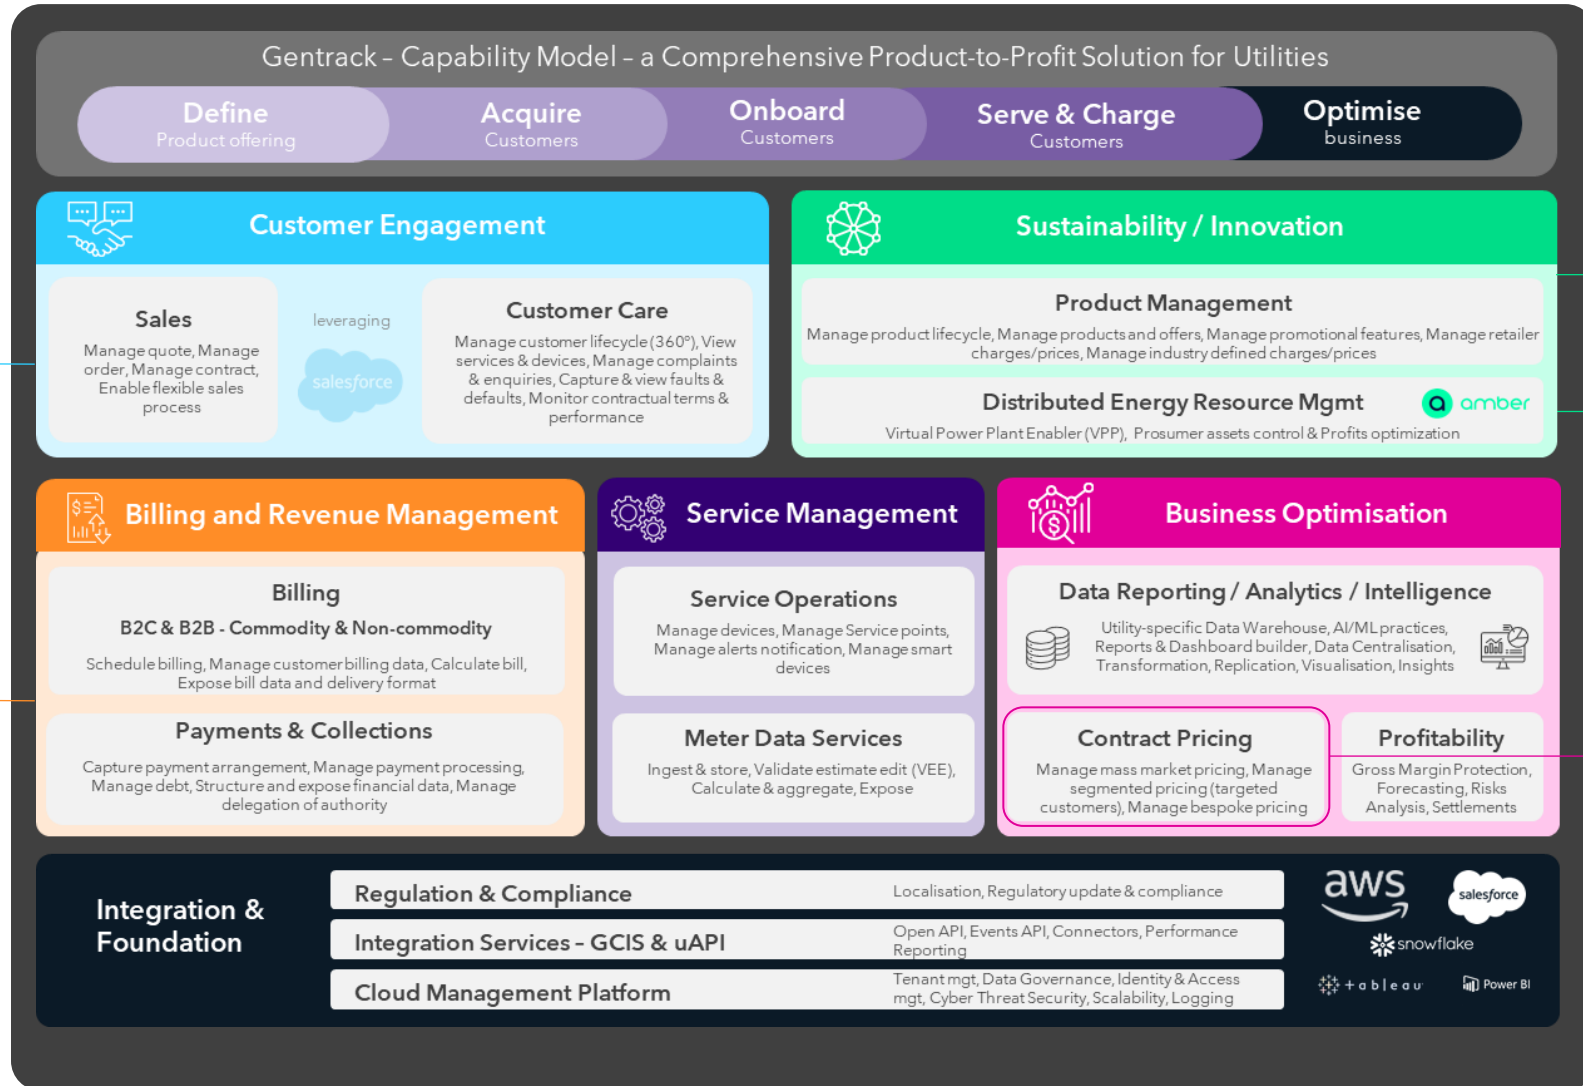 Gentrack – Capability Model – a Comprehensive Product-to-Profit Solution for Utilities
Define
Product offering
Acquire
Customers
Onboard
Customers
Serve & Charge
Customers
Optimise
business
Customer Engagement
Sales
Manage quote, Manage
order, Manage contract,
Enable flexible sales
process
leveraging
salesforce
Customer Care
Manage customer lifecycle (360°), View
services & devices, Manage complaints
& enquiries, Capture & view faults &
defaults, Monitor contractual terms &
performance
Sustainability / Innovation
Product Management
Manage product lifecycle, Manage products and offers, Manage promotional features, Manage retailer
charges/prices, Manage industry defined charges/prices
Distributed Energy Resource Mgmt
amber
Virtual Power Plant Enabler (VPP), Prosumer assets control & Profits optimization
Billing and Revenue Management
Billing
B2C & B2B - Commodity & Non-commodity
Schedule billing, Manage customer billing data, Calculate bill,
Expose bill data and delivery format
Payments & Collections
Capture payment arrangement, Manage payment processing,
Manage debt, Structure and expose financial data, Manage
delegation of authority
Service Management
Service Operations
Manage devices, Manage Service points,
Manage alerts notification, Manage smart
devices
Meter Data Services
Ingest & store, Validate estimate edit (VEE),
Calculate & aggregate, Expose
Business Optimisation
Data Reporting / Analytics / Intelligence
Utility-specific Data Warehouse, AI/ML practices,
Reports & Dashboard builder, Data Centralisation,
Transformation, Replication, Visualisation, Insights
Contract Pricing
Manage mass market pricing, Manage
segmented pricing (targeted
customers), Manage bespoke pricing
Profitability
Gross Margin Protection,
Forecasting, Risks
Analysis, Settlements
Integration &
Foundation
Regulation & Compliance
Localisation, Regulatory update & compliance
Integration Services – GCIS & uAPI
Open API, Events API, Connectors, Performance
Reporting
Cloud Management Platform
Tenant mgt, Data Governance, Identity & Access
mgt, Cyber Threat Security, Scalability, Logging
aws
salesforce
snowflake
+ableau
Power BI